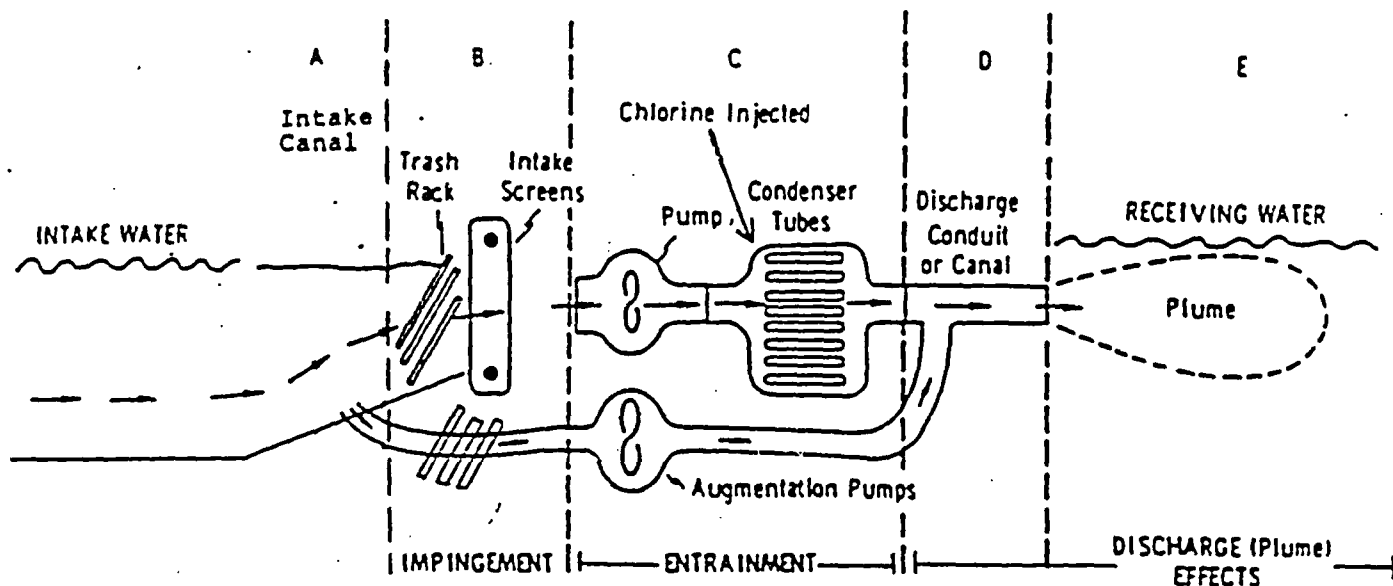 A
B
C
D
E
Intake
Canal
Trash
Rack
Intake
Screens
Chlorine Injected
Pump
Condenser
Tubes
Discharge
Conduit
or Canal
INTAKE WATER
RECEIVING WATER
Plume
Augmentation Pumps
IMPINGEMENT
ENTRAINMENT
DISCHARGE (Plume)
EFFECTS